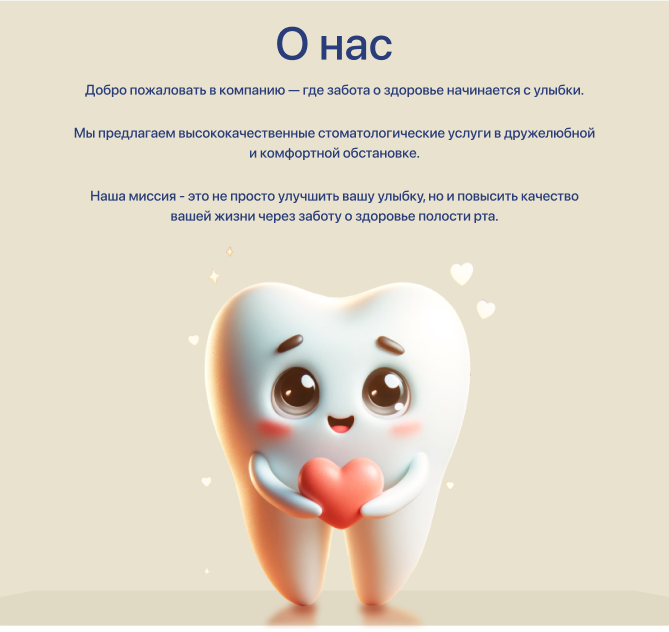 О нас
Добро пожаловать в компанию — где забота о здоровье начинается с улыбки.
Мы предлагаем высококачественные стоматологические услуги в дружелюбной
и комфортной обстановке.
Наша миссия - это не просто улучшить вашу улыбку, но и повысить качество
вашей жизни через заботу о здоровье полости рта.